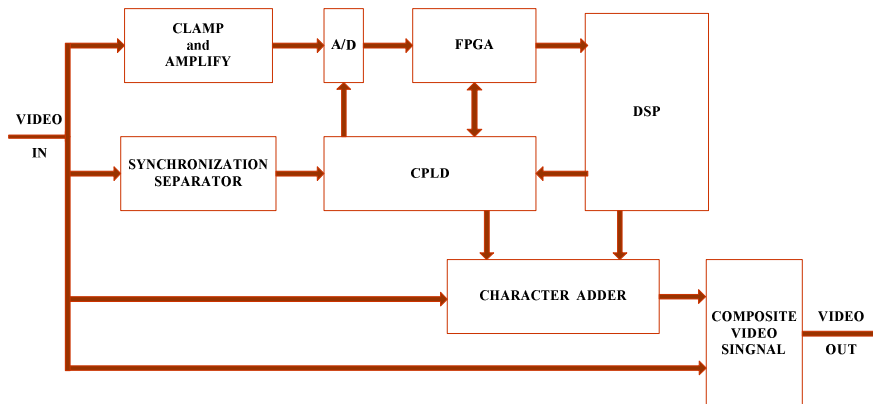 CLAMP
and
AMPLIFY
A/D
FPGA
DSP
VIDEO
IN
SYNCHRONIZATION
SEPARATOR
CPLD
CHARACTER ADDER
COMPOSITE
VIDEO
SINGNAL
VIDEO
OUT